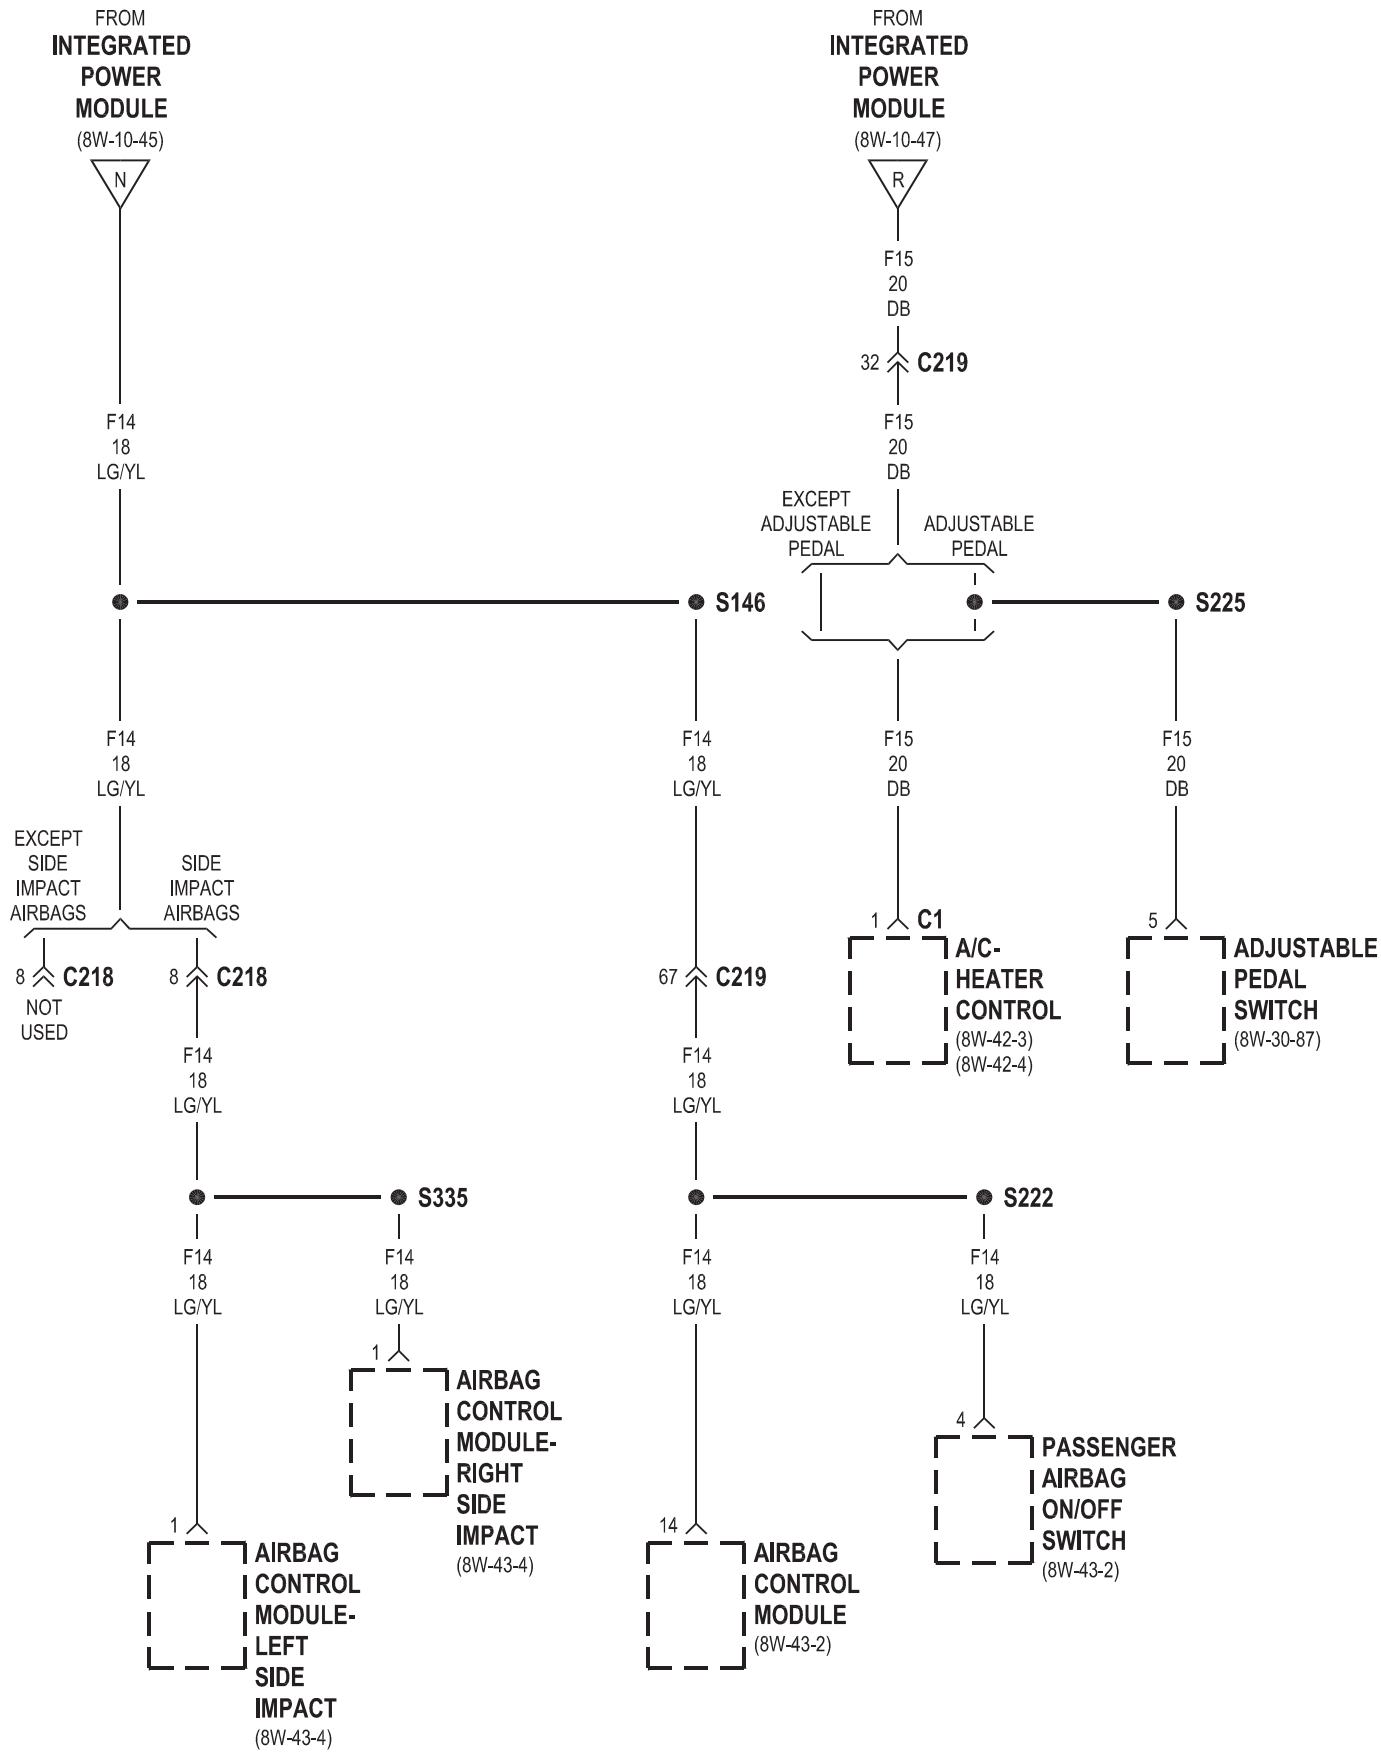 FROM
INTEGRATED
POWER
MODULE
(8W-10-45)
N
FROM
INTEGRATED
POWER
MODULE
(8W-10-47)
R
F15
20
DB
32
C219
F14
18
LG/YL
F15
20
DB
EXCEPT
ADJUSTABLE
PEDAL
ADJUSTABLE
PEDAL
S146
S225
F14
18
LG/YL
F14
18
LG/YL
F15
20
DB
F15
20
DB
EXCEPT
SIDE
IMPACT
AIRBAGS
SIDE
IMPACT
AIRBAGS
8
C218
NOT
USED
8
C218
67
C219
1
C1
A/C-
HEATER
CONTROL
(8W-42-3)
(8W-42-4)
5
ADJUSTABLE
PEDAL
SWITCH
(8W-30-87)
F14
18
LG/YL
F14
18
LG/YL
S335
S222
F14
18
LG/YL
F14
18
LG/YL
F14
18
LG/YL
F14
18
LG/YL
1
AIRBAG
CONTROL
MODULE-
RIGHT
SIDE
IMPACT
(8W-43-4)
4
PASSENGER
AIRBAG
ON/OFF
SWITCH
(8W-43-2)
1
AIRBAG
CONTROL
MODULE-
LEFT
SIDE
IMPACT
(8W-43-4)
14
AIRBAG
CONTROL
MODULE
(8W-43-2)